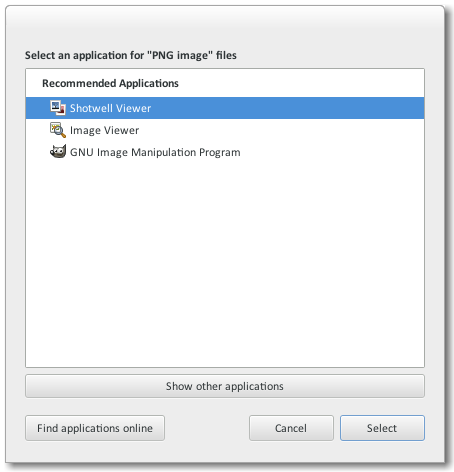 Select an application for "PNG image" files
Recommended Applications
Shotwell Viewer
Image Viewer
GNU Image Manipulation Program
Show other applications
Find applications online
Cancel
Select